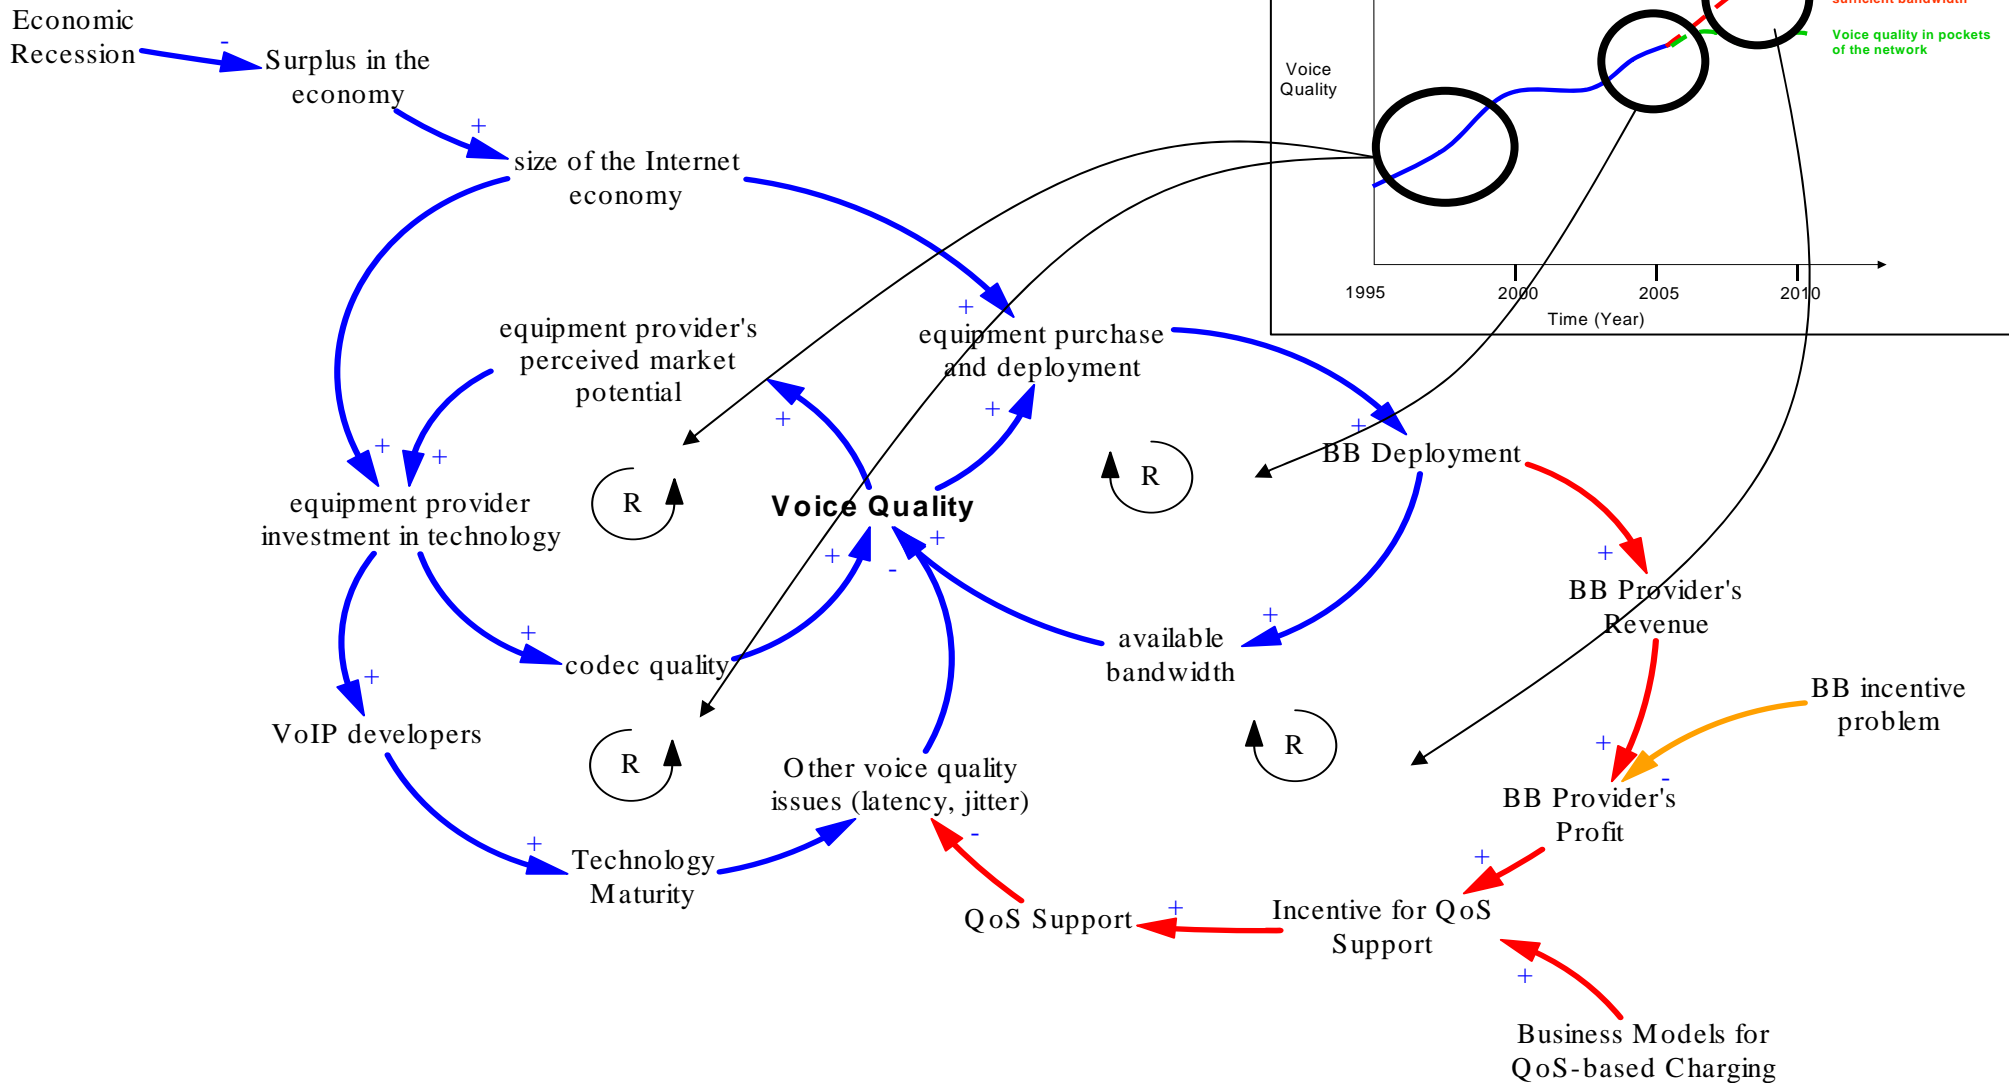 Economic
Recession
-
Surplus in the
economy
+
size of the Internet
economy
sufficient bandwidth
Voice quality in pockets
of the network
Voice
Quality
1995
2000
2005
2010
Time (Year)
equipment provider's
perceived market
potential
+
equipment purchase
and deployment
+
+
+
+
+
BB Deployment
R
R
equipment provider
investment in technology
Voice Quality
+
-
+
+
BB Provider's
Revenue
+
+
codec quality
available
bandwidth
+
BB incentive
problem
VoIP developers
R
R
+
-
Other voice quality
issues (latency, jitter)
BB Provider's
Profit
+
-
+
Technology
Maturity
QoS Support
+
Incentive for QoS
Support
+
Business Models for
QoS-based Charging